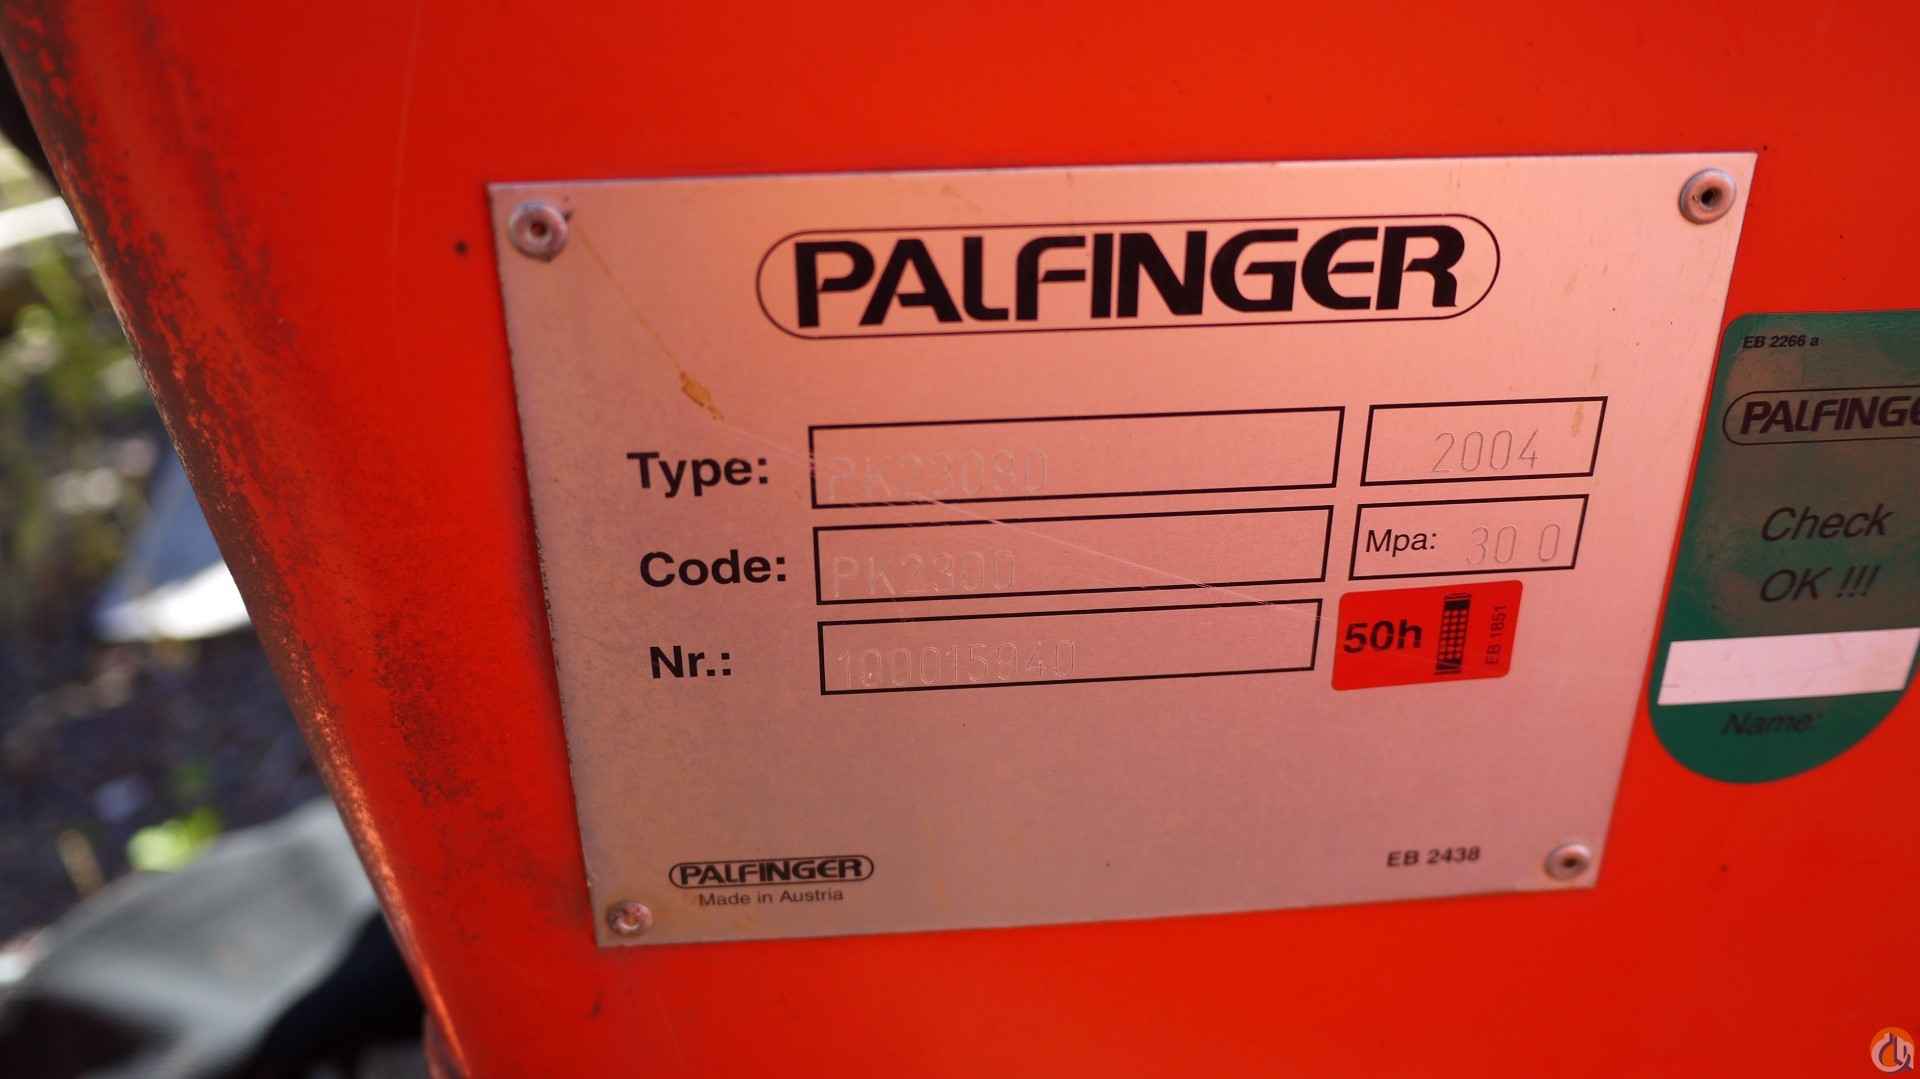 PALFINGER
Type: PK23080 2004
Code: PK2300 Mpa: 30 0
Nr.: 100015940
50h EB 1851
PALFINGER
Made in Austria
EB 2438
EB 2266 a
PALFINGE
Check
OK !!!
Name: